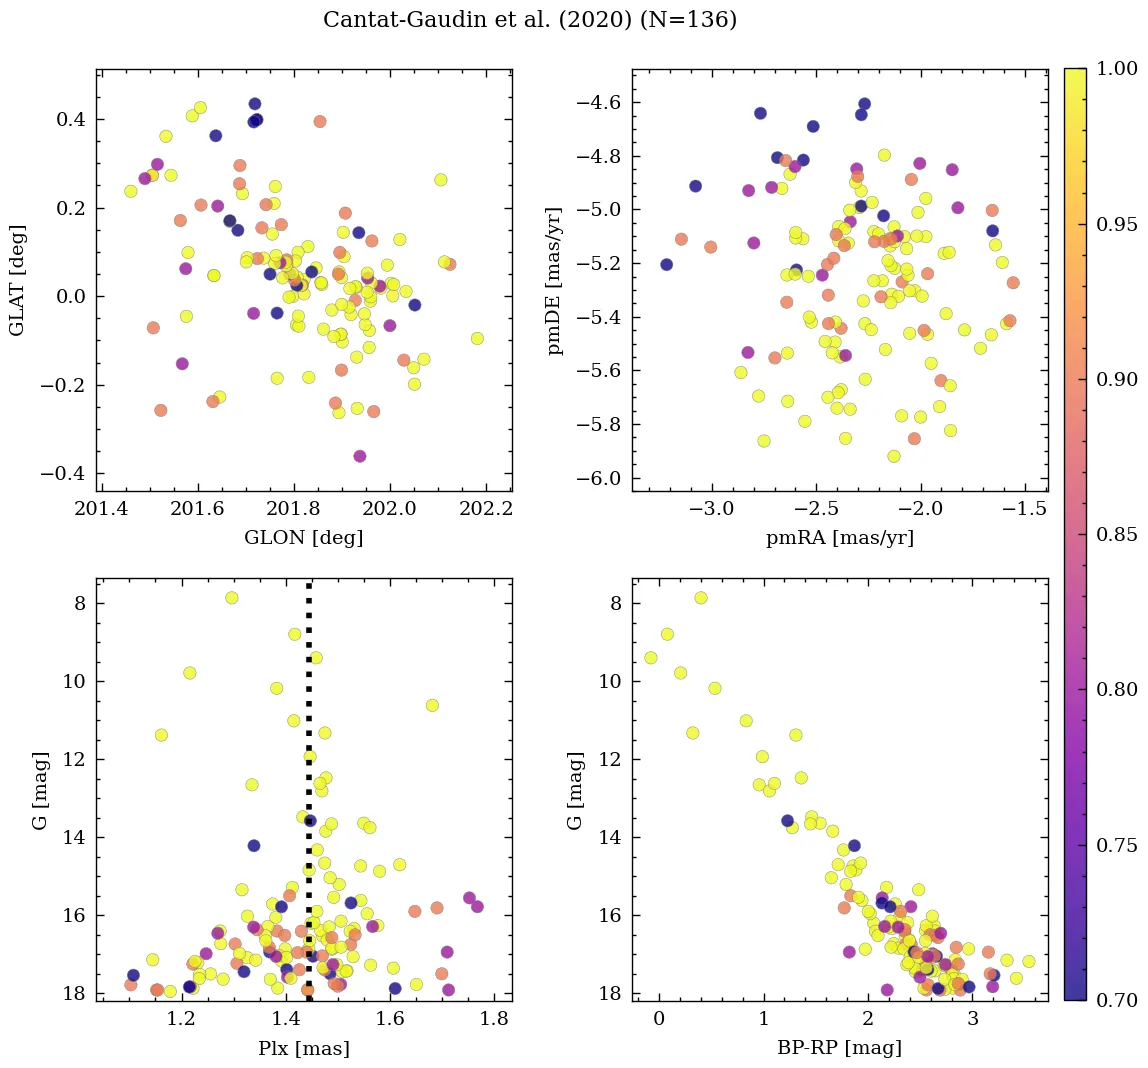 Cantat-Gaudin et al. (2020) (N=136)
0.4
0.2
0.0
−0.2
−0.4
GLAT [deg]
201.4 201.6 201.8 202.0 202.2
GLON [deg]
−4.6
−4.8
−5.0
−5.2
−5.4
−5.6
−5.8
−6.0
pmDE [mas/yr]
−3.0 −2.5 −2.0 −1.5
pmRA [mas/yr]
8
10
12
14
16
18
G [mag]
1.2 1.4 1.6 1.8
Plx [mas]
8
10
12
14
16
18
G [mag]
0 1 2 3
BP-RP [mag]
1.00
0.95
0.90
0.85
0.80
0.75
0.70